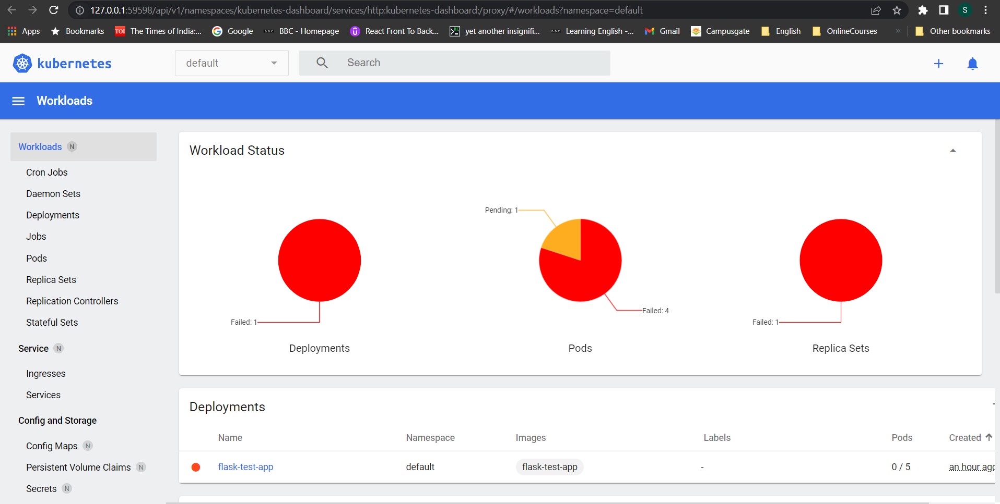 127.0.0.1:59598/api/v1/namespaces/kubernetes-dashboard/services/http:kubernetes-dashboard:/proxy/#/workloads?namespace=default
S
Apps Bookmarks TOI The Times of India:... Google BBC BBC - Homepage React Front To Back... yet another insignifi... BBC Learning English -... Gmail Campusgate English OnlineCourses » Other bookmarks
kubernetes default Search
Workloads
Workloads N
Cron Jobs
Daemon Sets
Deployments
Jobs
Pods
Replica Sets
Replication Controllers
Stateful Sets
Service N
Ingresses
Services
Config and Storage
Config Maps N
Persistent Volume Claims N
Secrets N
Workload Status
Failed: 1
Deployments
Pending: 1
Failed: 4
Pods
Failed: 1
Replica Sets
Deployments
Name Namespace Images Labels Pods Created
flask-test-app default flask-test-app - 0 / 5 an hour ago